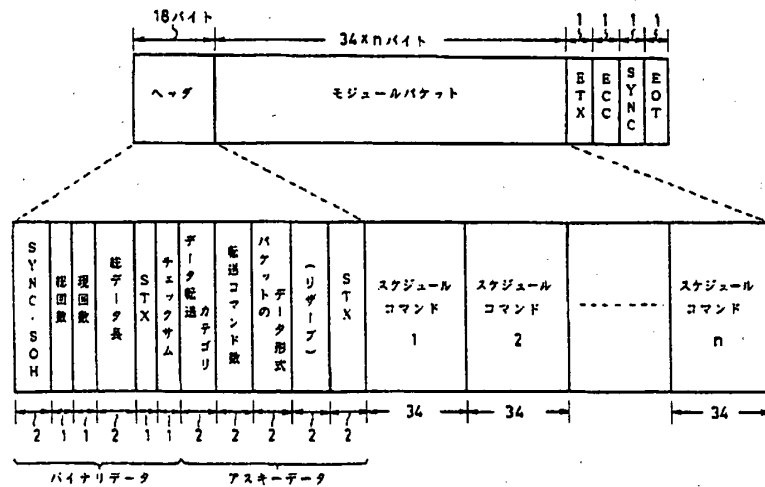 18バイト
34×nバイト
1 1 1 1
ヘッダ
モジュールパケット
ETX
ECC
SYNC
EOT
SYNC・SOH
総回数
現回数
総データ長
STX
チェックサム
データ転送
カテゴリ
転送コマンド数
パケットの
データ形式
(リザーブ)
STX
スケジュール
コマンド
1
スケジュール
コマンド
2
スケジュール
コマンド
n
2 1 1 2 1 1 2 2 2 2 2 34 34 34
バイナリデータ
アスキーデータ